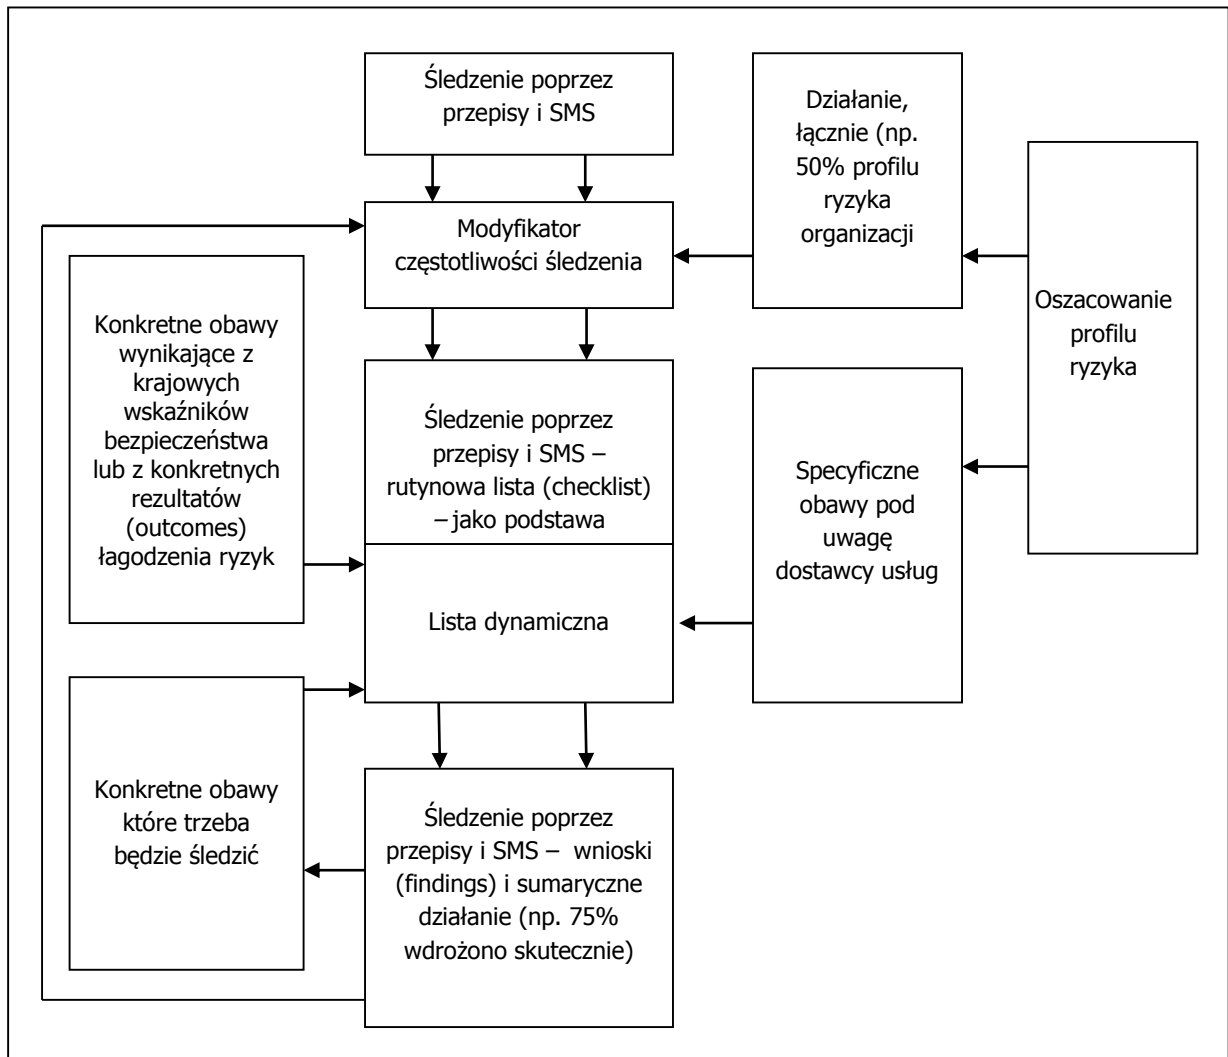 Śledzenie poprzez
przepisy i SMS
Działanie,
łącznie (np.
50% profilu
ryzyka
organizacji
Modyfikator
częstotliwości śledzenia
Oszacowanie
profilu
ryzyka
Konkretne obawy
wynikające z
krajowych
wskaźników
bezpieczeństwa
lub z konkretnych
rezultatów
(outcomes)
łagodzenia ryzyk
Śledzenie poprzez
przepisy i SMS –
rutynowa lista (checklist)
– jako podstawa
Specyficzne
obawy pod
uwagę
dostawcy usług
Lista dynamiczna
Konkretne obawy
które trzeba
będzie śledzić
Śledzenie poprzez
przepisy i SMS – wnioski
(findings) i sumaryczne
działanie (np. 75%
wdrożono skutecznie)